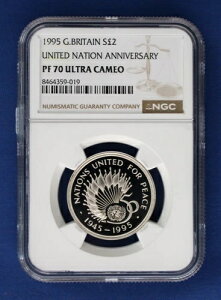 1995 G.BRITAIN S£2
UNITED NATION ANNIVERSARY
PF 70 ULTRA CAMEO
8464359-019
NUMISMATIC GUARANTY COMPANY
NGC
NATIONS UNITED FOR PEACE
1945-1995